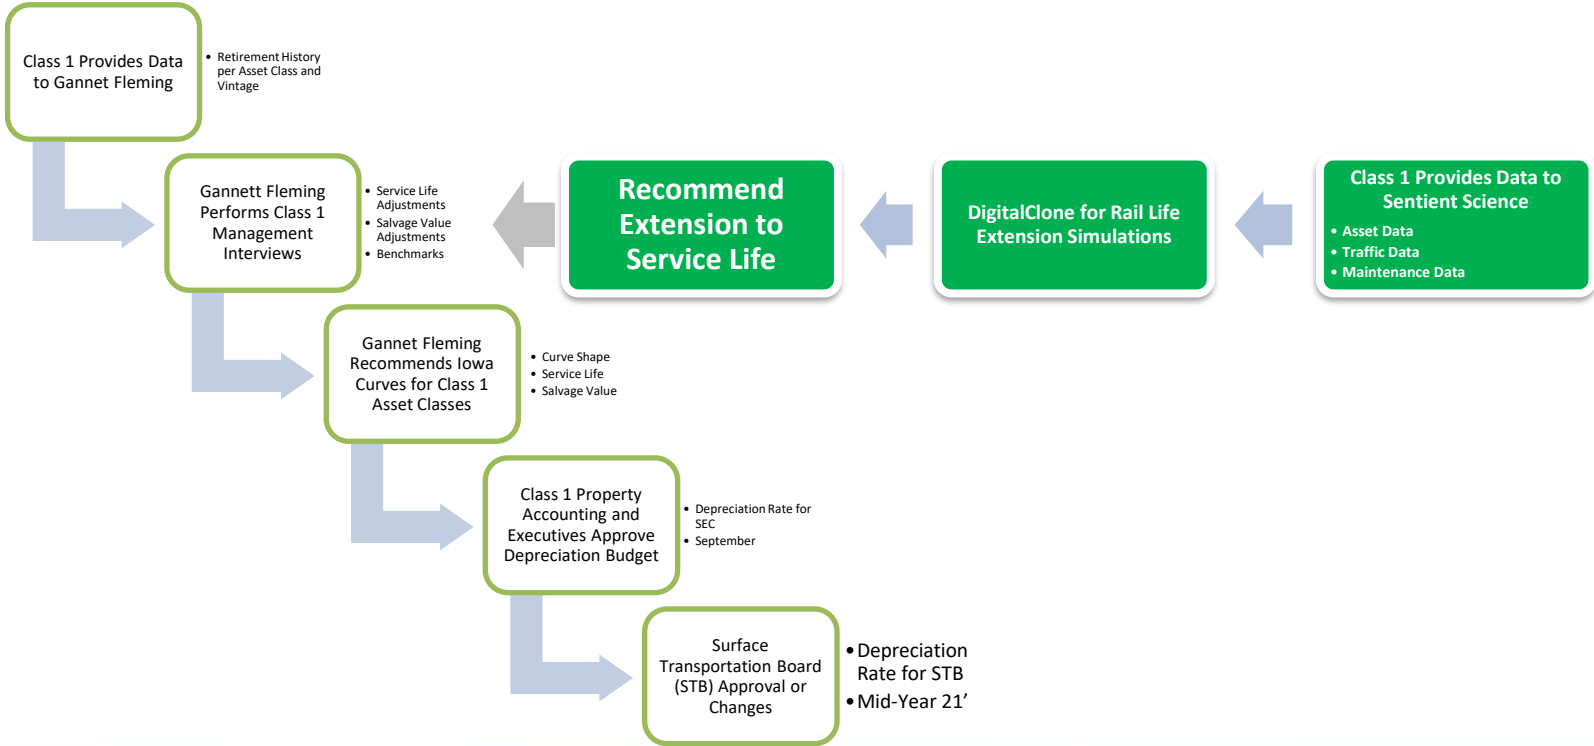 Class 1 Provides Data
to Gannet Fleming
• Retirement History
per Asset Class and
Vintage
Gannett Fleming
Performs Class 1
Management
Interviews
• Service Life
Adjustments
• Salvage Value
Adjustments
• Benchmarks
Recommend
Extension to
Service Life
DigitalClone for Rail Life
Extension Simulations
Class 1 Provides Data to
Sentient Science
• Asset Data
• Traffic Data
• Maintenance Data
Gannet Fleming
Recommends Iowa
Curves for Class 1
Asset Classes
• Curve Shape
• Service Life
• Salvage Value
Class 1 Property
Accounting and
Executives Approve
Depreciation Budget
• Depreciation Rate for
SEC
• September
Surface
Transportation Board
(STB) Approval or
Changes
• Depreciation
Rate for STB
• Mid-Year 21’